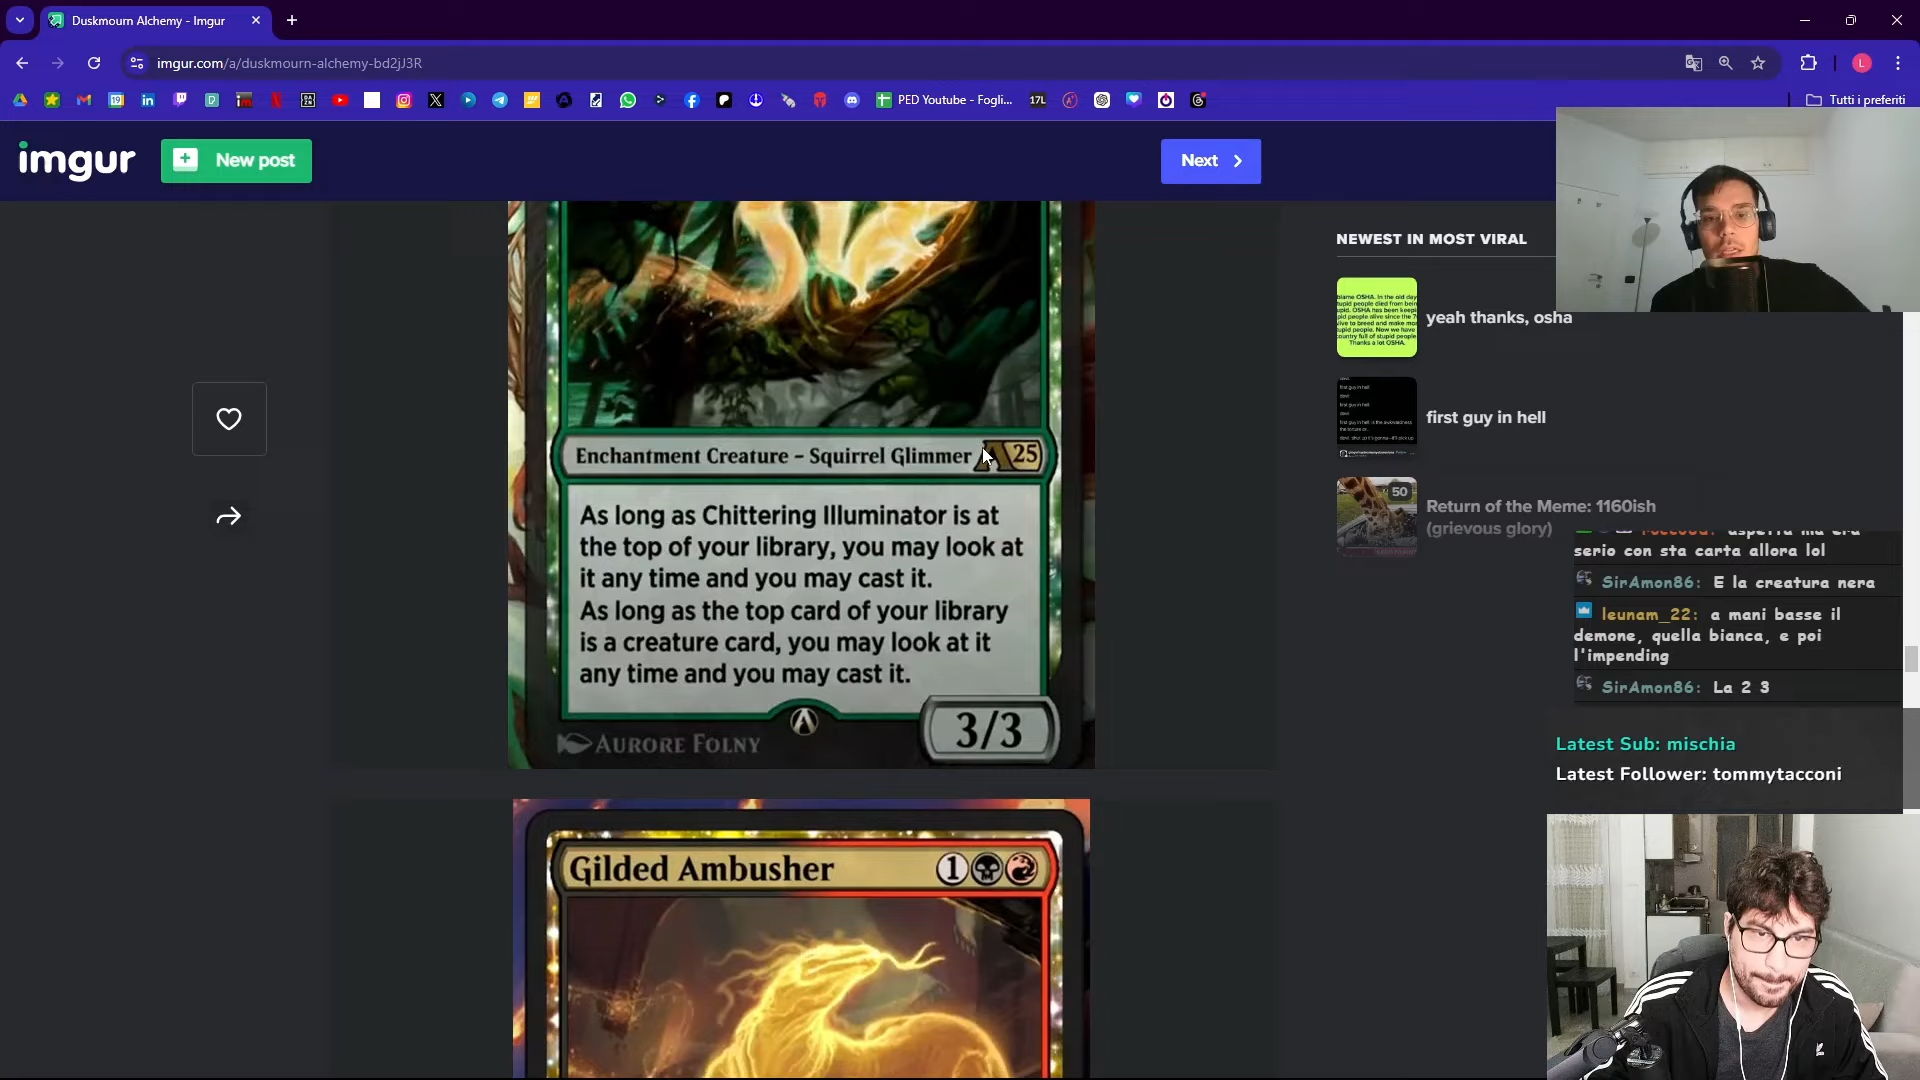 Duskmourn Alchemy - Imgur
imgur.com/a/duskmourn-alchemy-bd2jJ3R
PED Youtube - Fogli...
17L
Tutti i preferiti
imgur
New post
Next
NEWEST IN MOST VIRAL
yeah thanks, osha
first guy in hell
50
Return of the Meme: 1160ish
(grievous glory)
Enchantment Creature – Squirrel Glimmer
25
As long as Chittering Illuminator is at
the top of your library, you may look at
it any time and you may cast it.
As long as the top card of your library
is a creature card, you may look at it
any time and you may cast it.
AURORE FOLNY
3/3
Gilded Ambusher
1
serio con sta carta allora lol
SirAmon86: E la creatura nera
leunam_22: a mani basse il
demone, quella bianca, e poi
l'impending
SirAmon86: La 2 3
Latest Sub: mischia
Latest Follower: tommytacconi